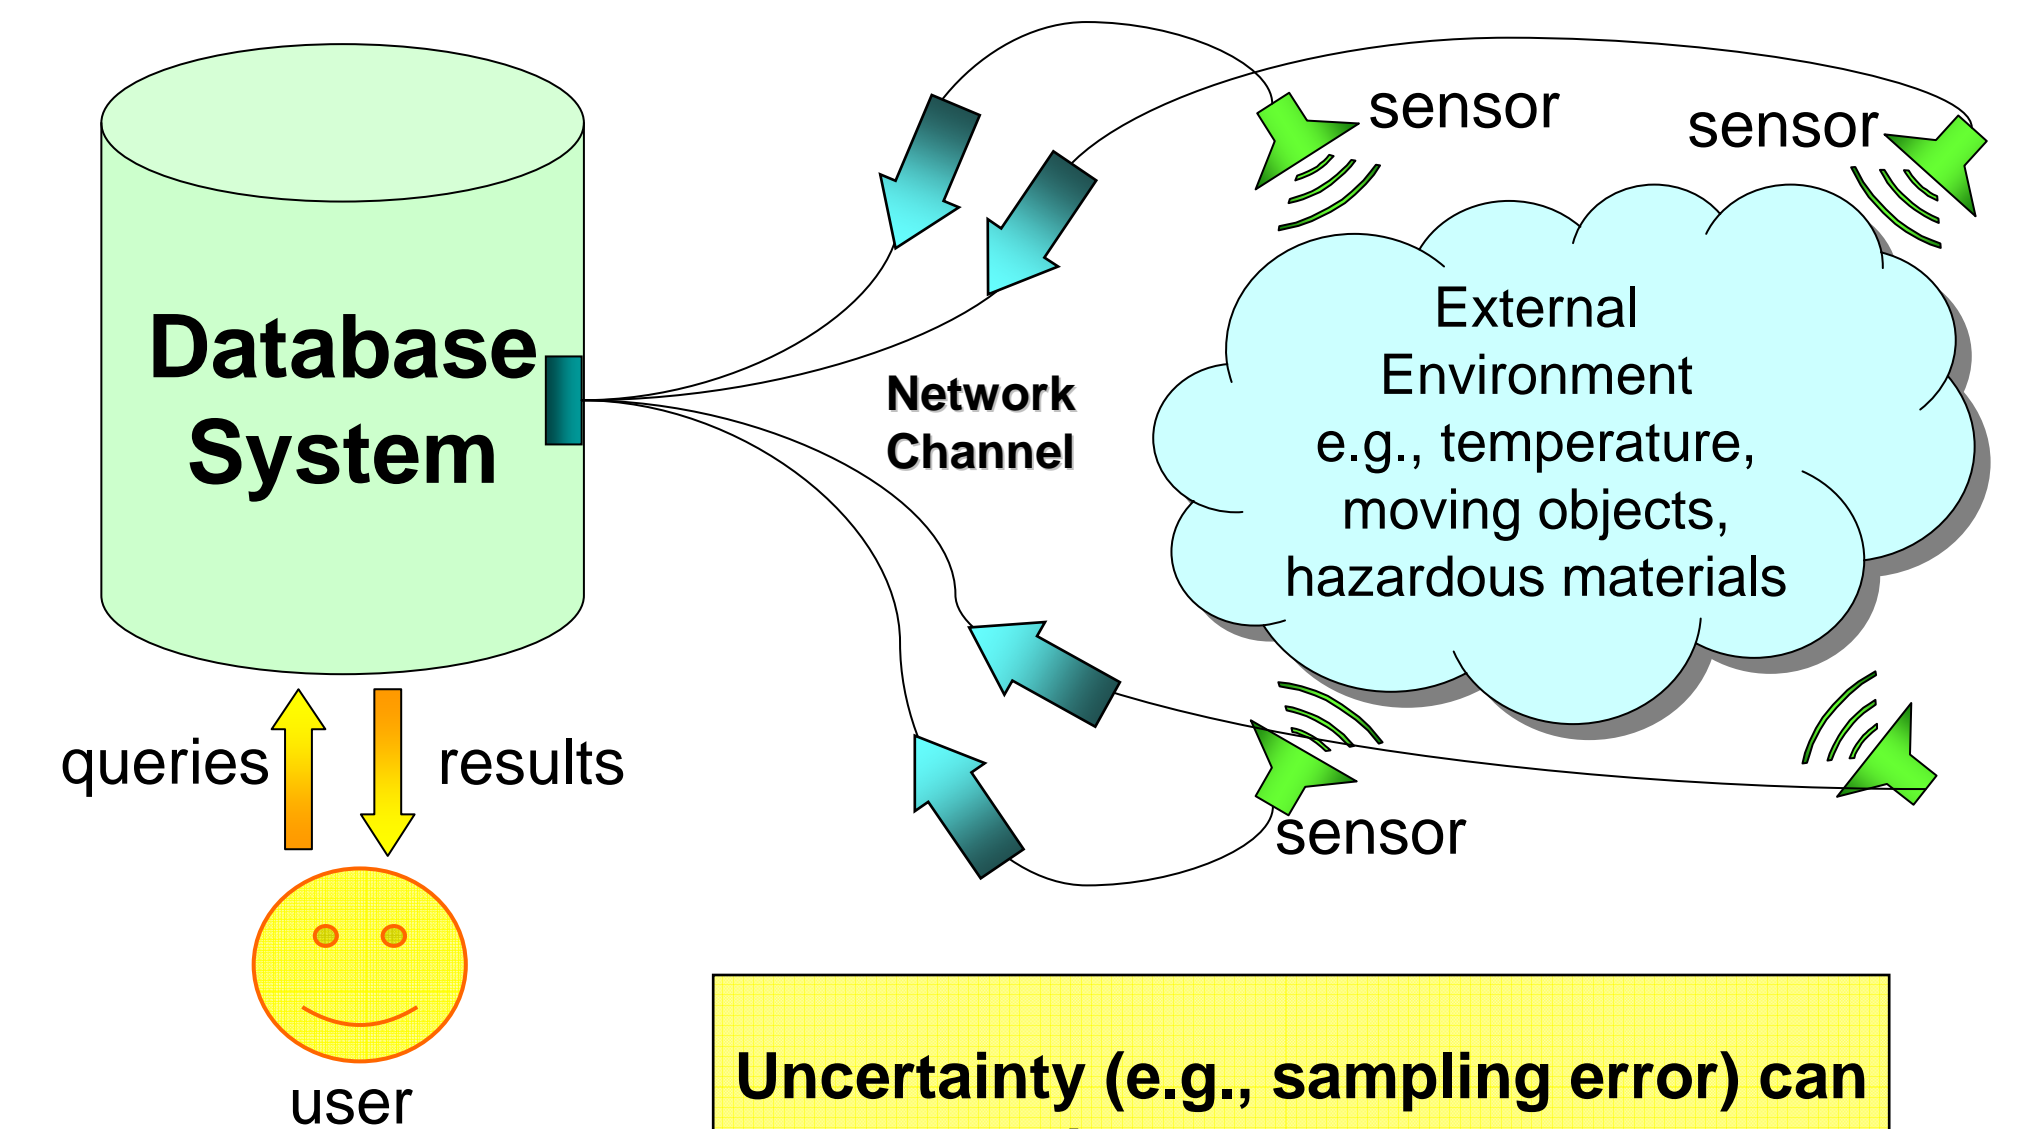 sensor
sensor
Database
System
External
Environment
e.g., temperature,
moving objects,
hazardous materials
Network
Channel
queries
results
sensor
user
Uncertainty (e.g., sampling error) can